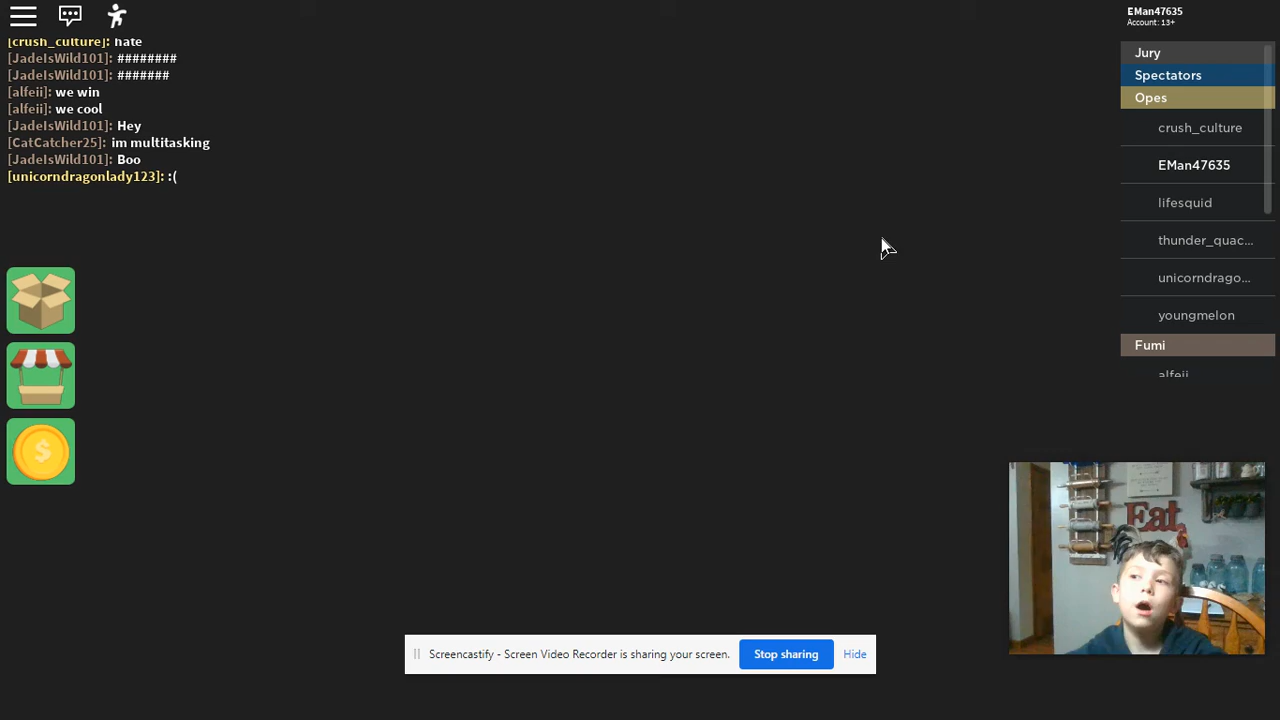 [crush_culture]: hate
[JadeIsWild101]: ########
[JadeIsWild101]: #######
[alfeii]: we win
[alfeii]: we cool
[JadeIsWild101]: Hey
[CatCatcher25]: im multitasking
[JadeIsWild101]: Boo
[unicorndragonlady123]: :(
EMan47635
Account: 13+
Jury
Spectators
Opes
crush_culture
EMan47635
lifesquid
thunder_quac...
unicorndrago...
youngmelon
Fumi
alfeii
$
Eat
Screencastify - Screen Video Recorder is sharing your screen.
Stop sharing
Hide